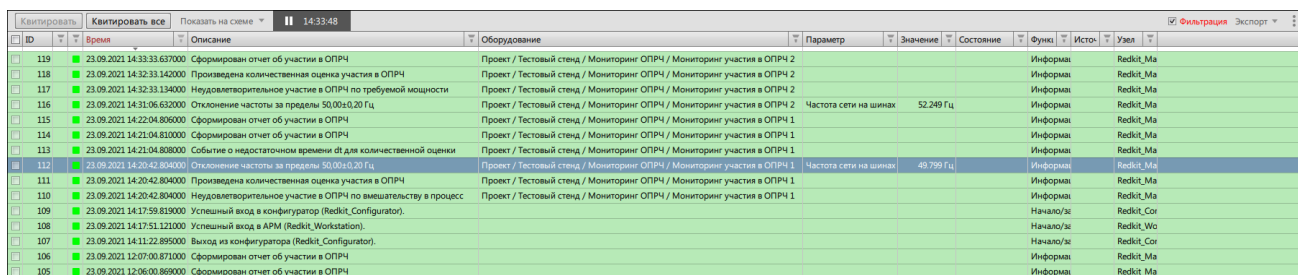 Квитировать Квитировать все Показать на схеме 14:33:48 Фильтрация Экспорт
ID Время Описание Оборудование Параметр Значение Состояние Функц Источ Узел
119 23.09.2021 14:33:33.637000 Сформирован отчет об участии в ОПРЧ Проект / Тестовый стенд / Мониторинг ОПРЧ / Мониторинг участия в ОПРЧ 2 Информац Redkit_Ma
118 23.09.2021 14:32:33.142000 Произведена количественная оценка участия в ОПРЧ Проект / Тестовый стенд / Мониторинг ОПРЧ / Мониторинг участия в ОПРЧ 2 Информац Redkit_Ma
117 23.09.2021 14:32:33.134000 Неудовлетворительное участие в ОПРЧ по требуемой мощности Проект / Тестовый стенд / Мониторинг ОПРЧ / Мониторинг участия в ОПРЧ 2 Информац Redkit_Ma
116 23.09.2021 14:31:06.632000 Отклонение частоты за пределы 50,00±0,20 Гц Проект / Тестовый стенд / Мониторинг ОПРЧ / Мониторинг участия в ОПРЧ 2 Частота сети на шинах 52.249 Гц Информац Redkit_Ma
115 23.09.2021 14:22:04.806000 Сформирован отчет об участии в ОПРЧ Проект / Тестовый стенд / Мониторинг ОПРЧ / Мониторинг участия в ОПРЧ 1 Информац Redkit_Ma
114 23.09.2021 14:21:04.810000 Сформирован отчет об участии в ОПРЧ Проект / Тестовый стенд / Мониторинг ОПРЧ / Мониторинг участия в ОПРЧ 1 Информац Redkit_Ma
113 23.09.2021 14:21:04.808000 Событие о недостаточном времени dt для количественной оценки Проект / Тестовый стенд / Мониторинг ОПРЧ / Мониторинг участия в ОПРЧ 1 Информац Redkit_Ma
112 23.09.2021 14:20:42.804000 Отклонение частоты за пределы 50,00±0,20 Гц Проект / Тестовый стенд / Мониторинг ОПРЧ / Мониторинг участия в ОПРЧ 1 Частота сети на шинах 49.799 Гц Информац Redkit_Ma
111 23.09.2021 14:20:42.804000 Произведена количественная оценка участия в ОПРЧ Проект / Тестовый стенд / Мониторинг ОПРЧ / Мониторинг участия в ОПРЧ 1 Информац Redkit_Ma
110 23.09.2021 14:20:42.804000 Неудовлетворительное участие в ОПРЧ по вмешательству в процесс Проект / Тестовый стенд / Мониторинг ОПРЧ / Мониторинг участия в ОПРЧ 1 Информац Redkit_Ma
109 23.09.2021 14:17:59.819000 Успешный вход в конфигуратор (Redkit_Configurator). Начало/за Redkit_Cor
108 23.09.2021 14:17:51.121000 Успешный вход в АРМ (Redkit_Workstation). Начало/за Redkit_Wo
107 23.09.2021 14:11:22.895000 Выход из конфигуратора (Redkit_Configurator). Начало/за Redkit_Cor
106 23.09.2021 12:07:00.871000 Сформирован отчет об участии в ОПРЧ Информац Redkit_Ma
105 23.09.2021 12:06:00.869000 Сформирован отчет об участии в ОПРЧ Информац Redkit_Ma